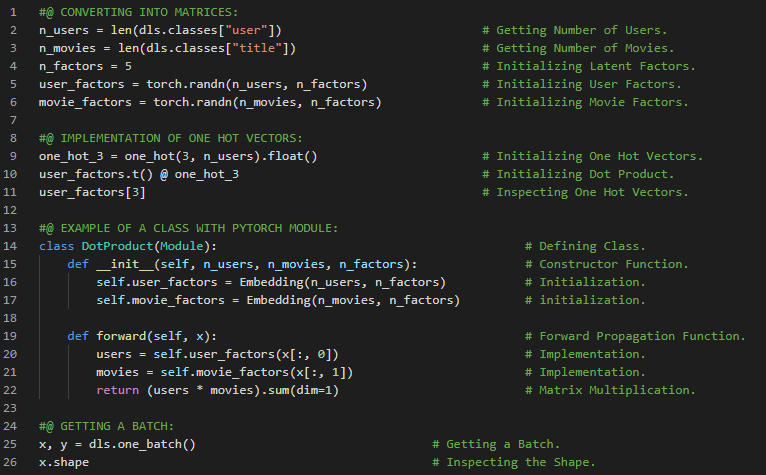 1 #@ CONVERTING INTO MATRICES:
2 n_users = len(dls.classes["user"]) # Getting Number of Users.
3 n_movies = len(dls.classes["title"]) # Getting Number of Movies.
4 n_factors = 5 # Initializing Latent Factors.
5 user_factors = torch.randn(n_users, n_factors) # Initializing User Factors.
6 movie_factors = torch.randn(n_movies, n_factors) # Initializing Movie Factors.
7
8 #@ IMPLEMENTATION OF ONE HOT VECTORS:
9 one_hot_3 = one_hot(3, n_users).float() # Initializing One Hot Vectors.
10 user_factors.t() @ one_hot_3 # Initializing Dot Product.
11 user_factors[3] # Inspecting One Hot Vectors.
12
13 #@ EXAMPLE OF A CLASS WITH PYTORCH MODULE:
14 class DotProduct(Module): # Defining Class.
15 def __init__(self, n_users, n_movies, n_factors): # Constructor Function.
16 self.user_factors = Embedding(n_users, n_factors) # Initialization.
17 self.movie_factors = Embedding(n_movies, n_factors) # initialization.
18
19 def forward(self, x): # Forward Propagation Function.
20 users = self.user_factors(x[:, 0]) # Implementation.
21 movies = self.movie_factors(x[:, 1]) # Implementation.
22 return (users * movies).sum(dim=1) # Matrix Multiplication.
23
24 #@ GETTING A BATCH:
25 x, y = dls.one_batch() # Getting a Batch.
26 x.shape # Inspecting the Shape.